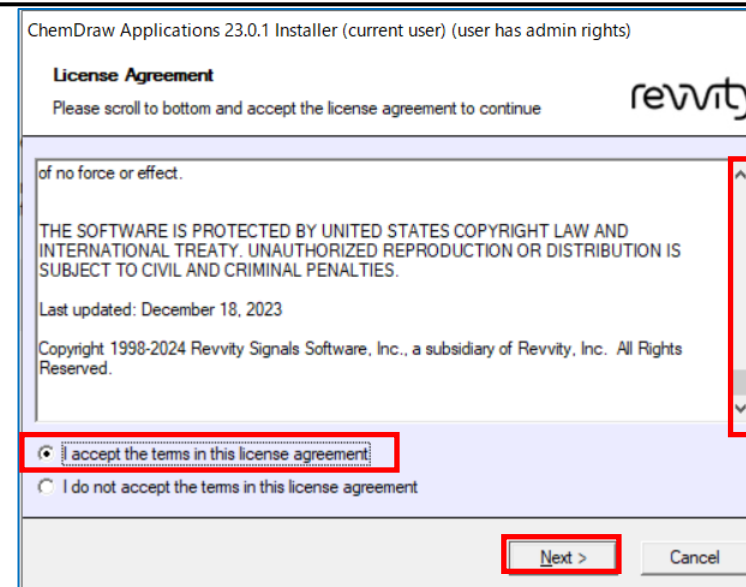 ChemDraw Applications 23.0.1 Installer (current user) (user has admin rights)
License Agreement
Please scroll to bottom and accept the license agreement to continue
revvity
of no force or effect.
THE SOFTWARE IS PROTECTED BY UNITED STATES COPYRIGHT LAW AND
INTERNATIONAL TREATY. UNAUTHORIZED REPRODUCTION OR DISTRIBUTION IS
SUBJECT TO CIVIL AND CRIMINAL PENALTIES.
Last updated: December 18, 2023
Copyright 1998-2024 Revvity Signals Software, Inc., a subsidiary of Revvity, Inc. All Rights
Reserved.
I accept the terms in this license agreement
I do not accept the terms in this license agreement
Next >
Cancel